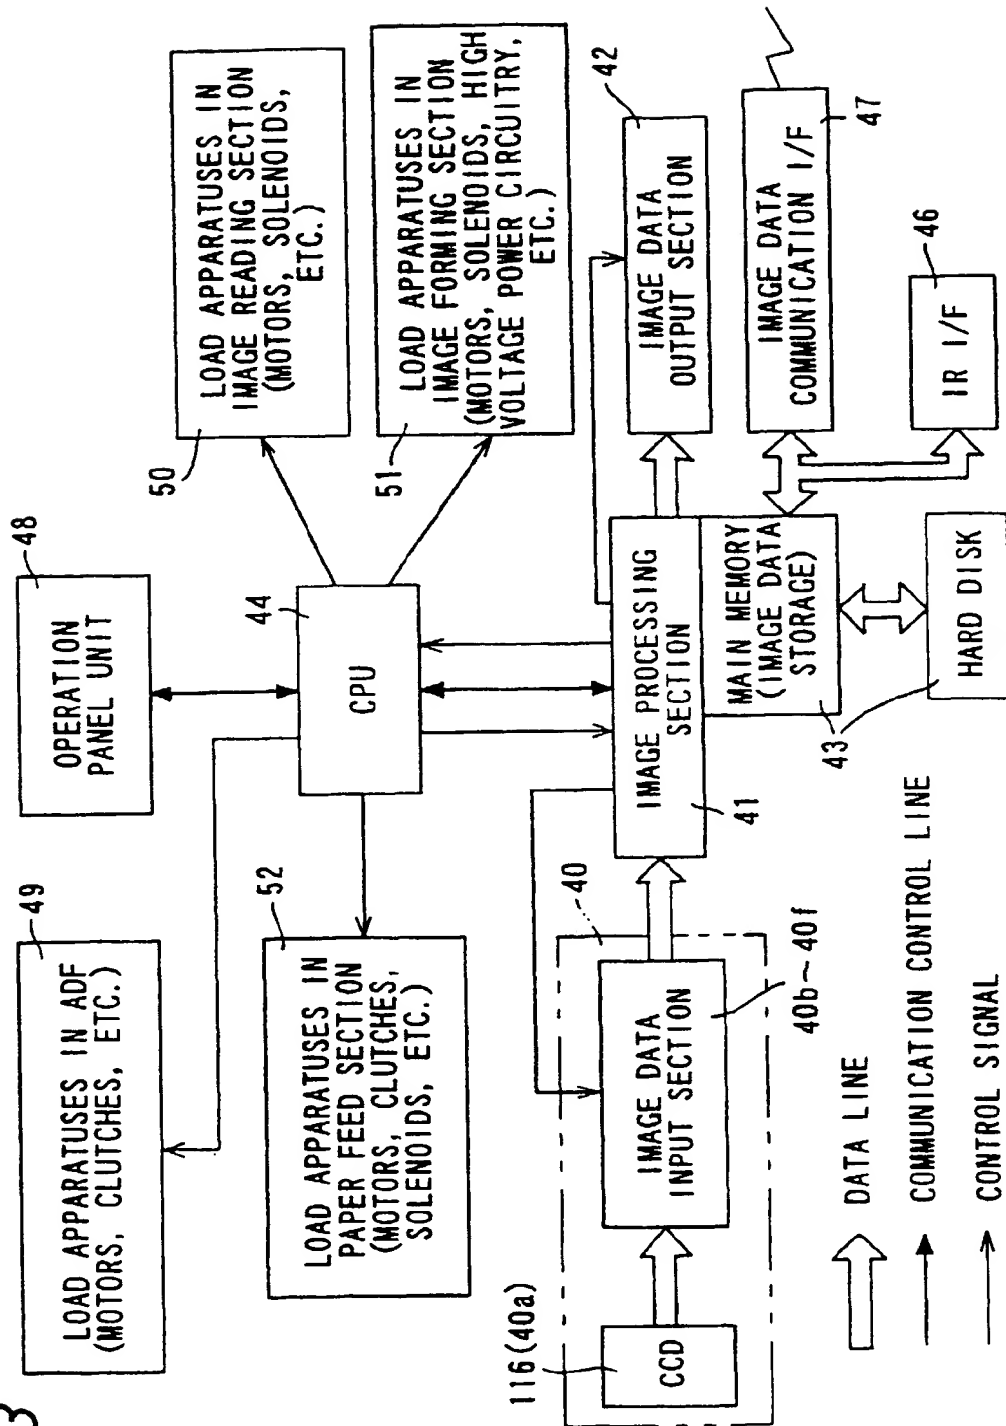 3
49
LOAD APPARATUSES IN ADF
(MOTORS, CLUTCHES, ETC.)
48
OPERATION
PANEL UNIT
50
LOAD APPARATUSES IN
IMAGE READING SECTION
(MOTORS, SOLENOIDS,
ETC.)
52
LOAD APPARATUSES IN
PAPER FEED SECTION
(MOTORS, CLUTCHES,
SOLENOIDS, ETC.)
44
CPU
51
LOAD APPARATUSES IN
IMAGE FORMING SECTION
(MOTORS, SOLENOIDS, HIGH
VOLTAGE POWER CIRCUITRY,
ETC.)
116(40a)
CCD
40
IMAGE DATA
INPUT SECTION
40b~40f
IMAGE PROCESSING
SECTION
41
42
IMAGE DATA
OUTPUT SECTION
MAIN MEMORY
(IMAGE DATA
STORAGE)
43
HARD DISK
IMAGE DATA
COMMUNICATION I/F
47
46
IR I/F
DATA LINE
COMMUNICATION CONTROL LINE
CONTROL SIGNAL